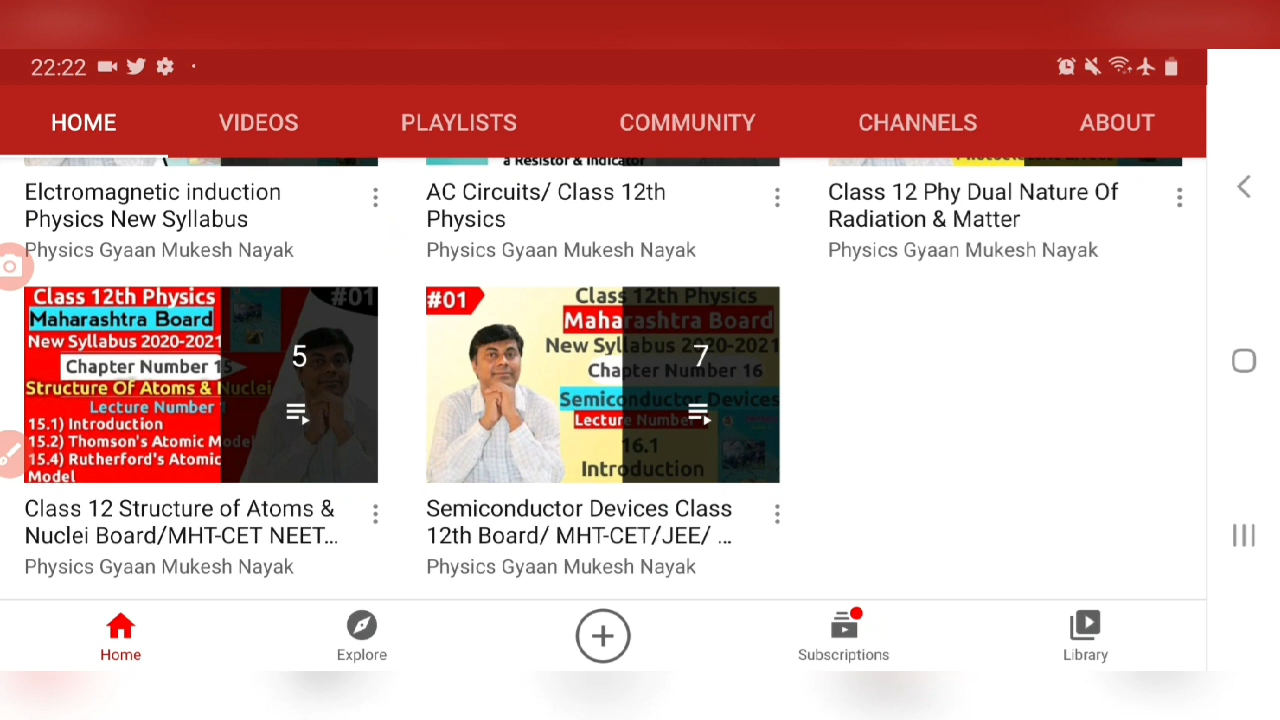 22:22
HOME VIDEOS PLAYLISTS COMMUNITY CHANNELS ABOUT
a Resistor & Indicator
Elctromagnetic induction
Physics New Syllabus
Physics Gyaan Mukesh Nayak
AC Circuits/ Class 12th
Physics
Physics Gyaan Mukesh Nayak
Class 12 Phy Dual Nature Of
Radiation & Matter
Physics Gyaan Mukesh Nayak
Class 12th Physics
#01
Maharashtra Board
New Syllabus 2020-2021
Chapter Number 15
5
Structure Of Atoms & Nuclei
Lecture Number 1
15.1) Introduction
15.2) Thomson's Atomic Model
15.4) Rutherford's Atomic
Model
Class 12 Structure of Atoms &
Nuclei Board/MHT-CET NEET...
Physics Gyaan Mukesh Nayak
#01
Class 12th Physics
Maharashtra Board
New Syllabus 2020-2021
7
Chapter Number 16
Semiconductor Devices
Lecture Number
16.1
Introduction
Semiconductor Devices Class
12th Board/ MHT-CET/JEE/ ...
Physics Gyaan Mukesh Nayak
Home Explore Subscriptions Library